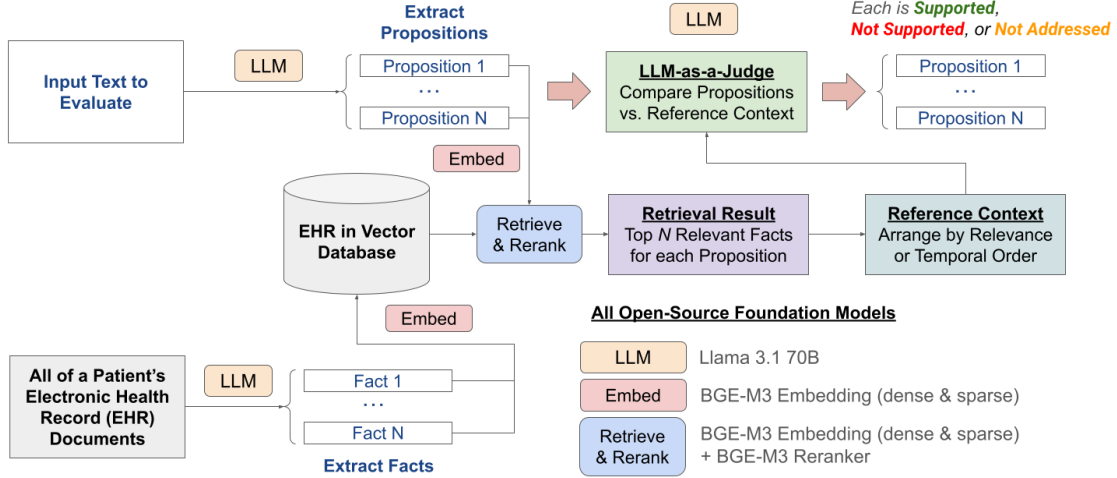 Input Text to
Evaluate
LLM
Extract
Propositions
Proposition 1
...
Proposition N
LLM
LLM-as-a-Judge
Compare Propositions
vs. Reference Context
Each is Supported,
Not Supported, or Not Addressed
Proposition 1
...
Proposition N
Embed
EHR in Vector
Database
Retrieve
& Rerank
Retrieval Result
Top N Relevant Facts
for each Proposition
Reference Context
Arrange by Relevance
or Temporal Order
Embed
All of a Patient's
Electronic Health
Record (EHR)
Documents
LLM
Fact 1
...
Fact N
Extract Facts
All Open-Source Foundation Models
LLM
Llama 3.1 70B
Embed
BGE-M3 Embedding (dense & sparse)
Retrieve
& Rerank
BGE-M3 Embedding (dense & sparse)
+ BGE-M3 Reranker